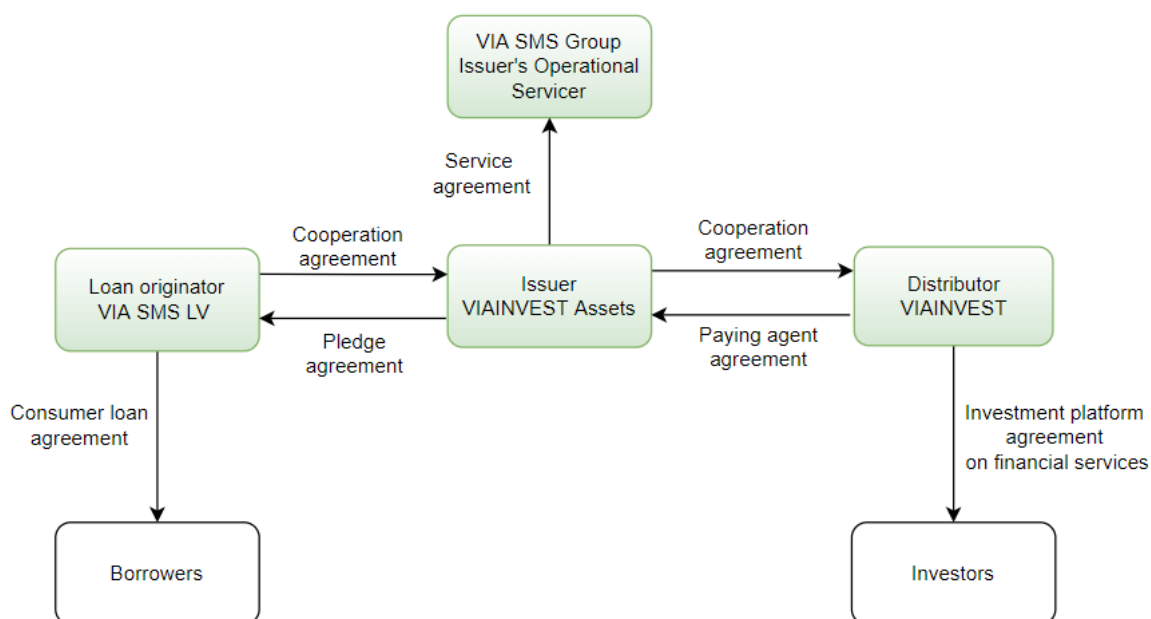 VIA SMS Group
Issuer's Operational
Servicer
Service
agreement
Cooperation
agreement
Cooperation
agreement
Loan originator
VIA SMS LV
Issuer
VIAINVEST Assets
Distributor
VIAINVEST
Pledge
agreement
Paying agent
agreement
Consumer loan
agreement
Investment platform
agreement
on financial services
Borrowers
Investors